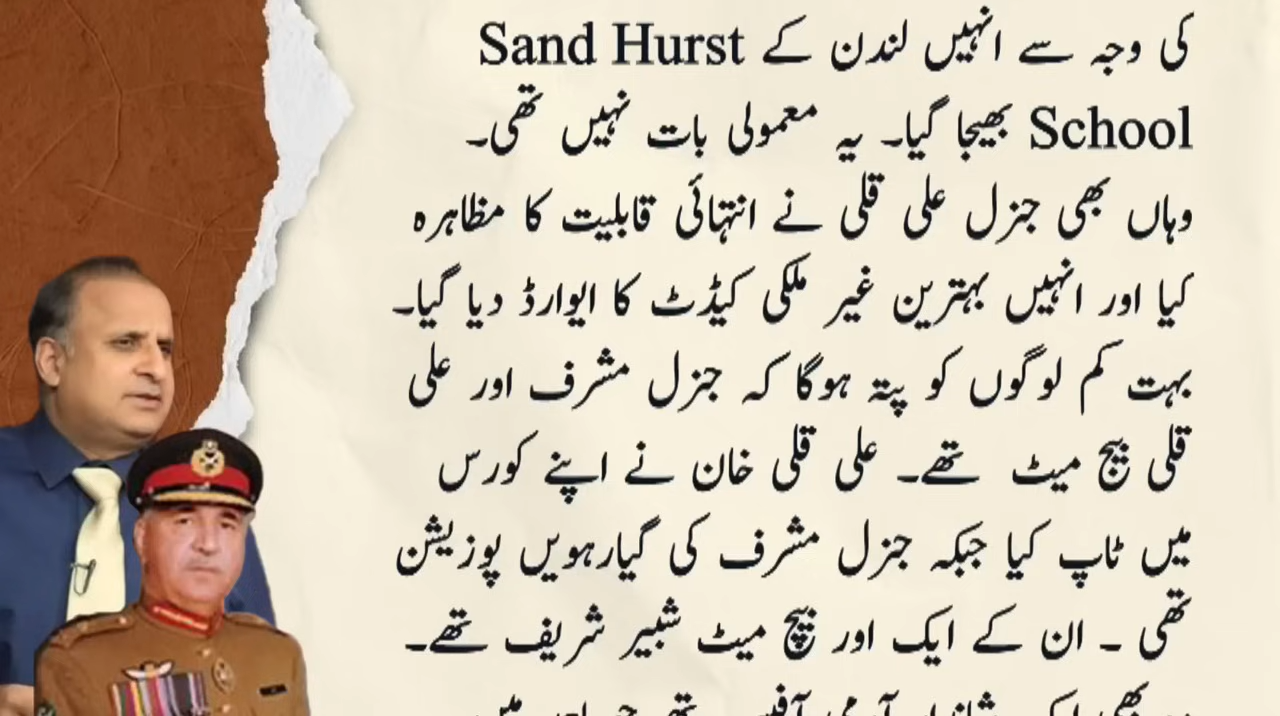 کی وجہ سے انہیں لندن کے Sand Hurst
School بھیجا گیا۔ یہ معمولی بات نہیں تھی۔
وہاں بھی جنرل علی قلی نے انتہائی قابلیت کا مظاہرہ
کیا اور انہیں بہترین غیر ملکی کیڈٹ کا ایوارڈ دیا گیا۔
بہت کم لوگوں کو پتہ ہوگا کہ جنرل مشرف اور علی
قلی بیچ میٹ تھے۔ علی قلی خان نے اپنے کورس
میں ٹاپ کیا جبکہ جنرل مشرف کی گیارہویں پوزیشن
تھی ۔ ان کے ایک اور بیچ میٹ شبیر شریف تھے۔